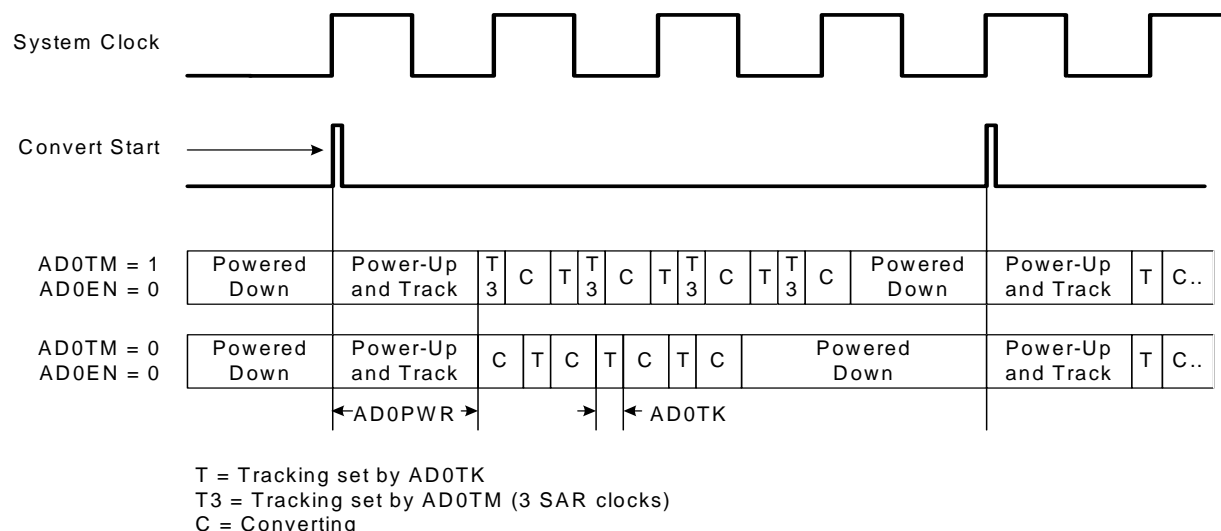 System Clock
Convert Start
AD0TM = 1
AD0EN = 0
Powered
Down
Power-Up
and Track
T
3
C
T
T
3
C
T
T
3
C
T
T
3
C
Powered
Down
Power-Up
and Track
T
C..
AD0TM = 0
AD0EN = 0
Powered
Down
Power-Up
and Track
C
T
C
T
C
T
C
Powered
Down
Power-Up
and Track
T
C..
AD0PWR
AD0TK
T = Tracking set by AD0TK
T3 = Tracking set by AD0TM (3 SAR clocks)
C = Converting